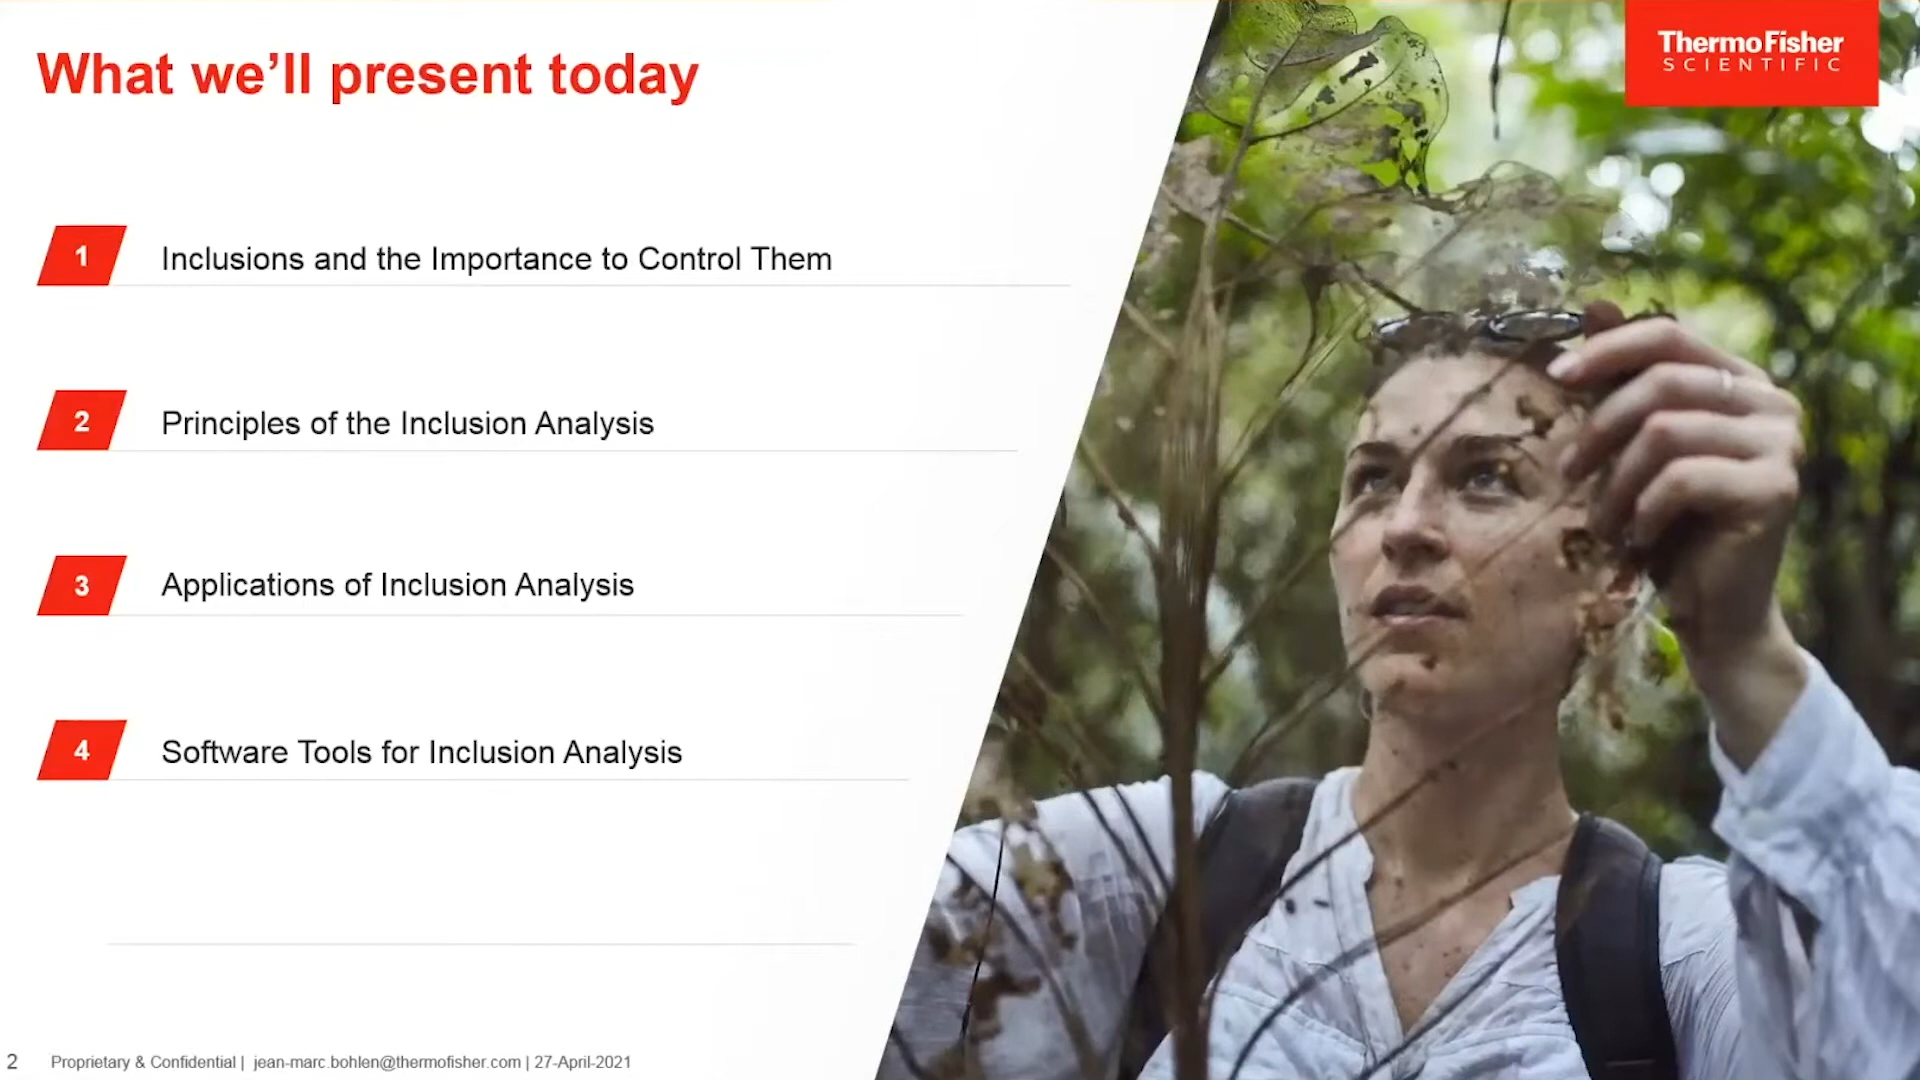 What we’ll present today
ThermoFisher
SCIENTIFIC
1 Inclusions and the Importance to Control Them
2 Principles of the Inclusion Analysis
3 Applications of Inclusion Analysis
4 Software Tools for Inclusion Analysis
2 Proprietary & Confidential | jean-marc.bohlen@thermofisher.com | 27-April-2021